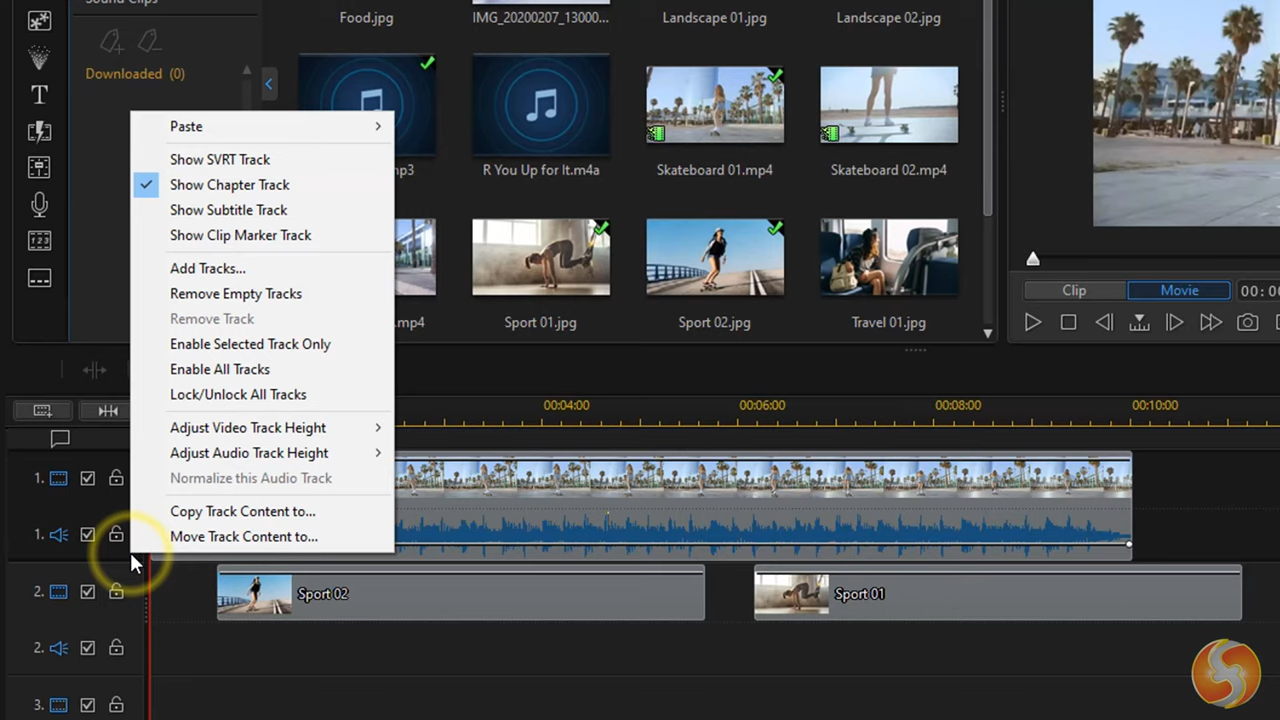 Sound Clips
Downloaded (0)
Food.jpg
IMG_20200207_13000...
Landscape 01.jpg
Landscape 02.jpg
mp3
R You Up for It.m4a
Skateboard 01.mp4
Skateboard 02.mp4
.mp4
Sport 01.jpg
Sport 02.jpg
Travel 01.jpg
Paste
Show SVRT Track
Show Chapter Track
Show Subtitle Track
Show Clip Marker Track
Add Tracks...
Remove Empty Tracks
Remove Track
Enable Selected Track Only
Enable All Tracks
Lock/Unlock All Tracks
Adjust Video Track Height
Adjust Audio Track Height
Normalize this Audio Track
Copy Track Content to...
Move Track Content to...
Clip
Movie
00:0
00:04:00
00:06:00
00:08:00
00:10:00
1.
1.
2.
Sport 02
Sport 01
2.
3.
T
123